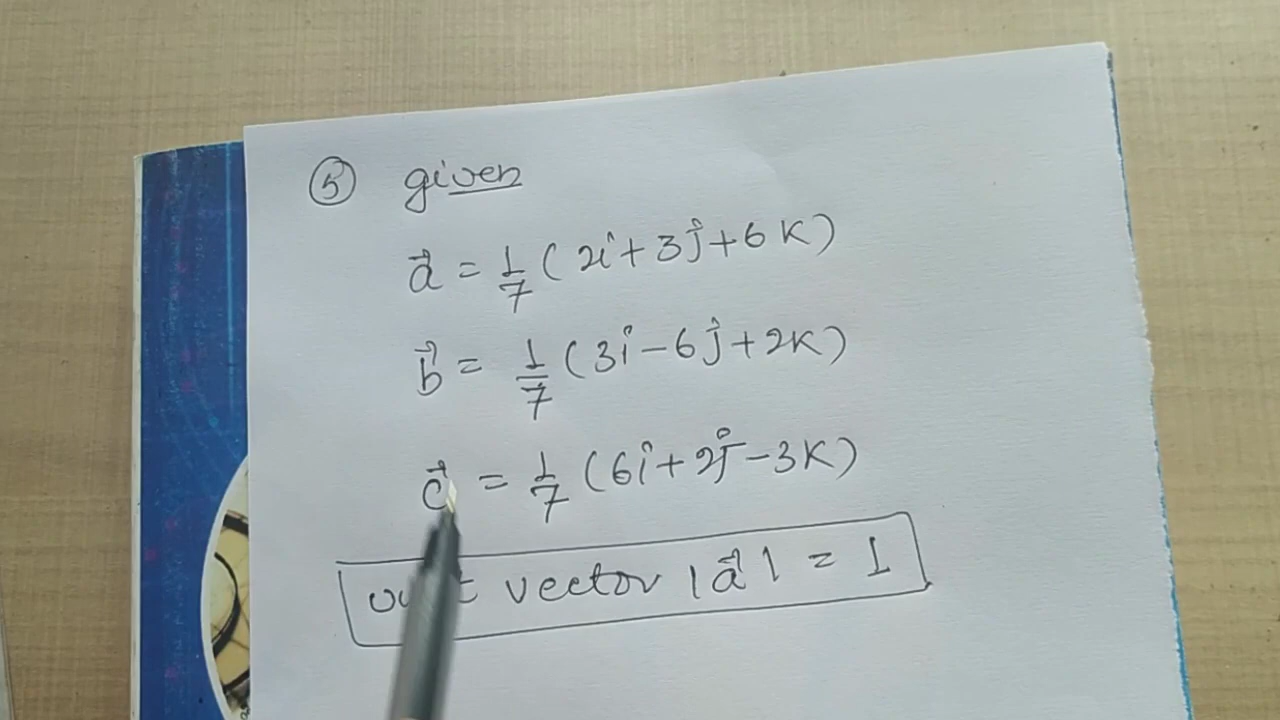 5 given
a⃗ = 1/7 (2i + 3j + 6K)
b⃗ = 1/7 (3i - 6j + 2K)
c⃗ = 1/7 (6i + 2j - 3K)
vector |a⃗| = 1